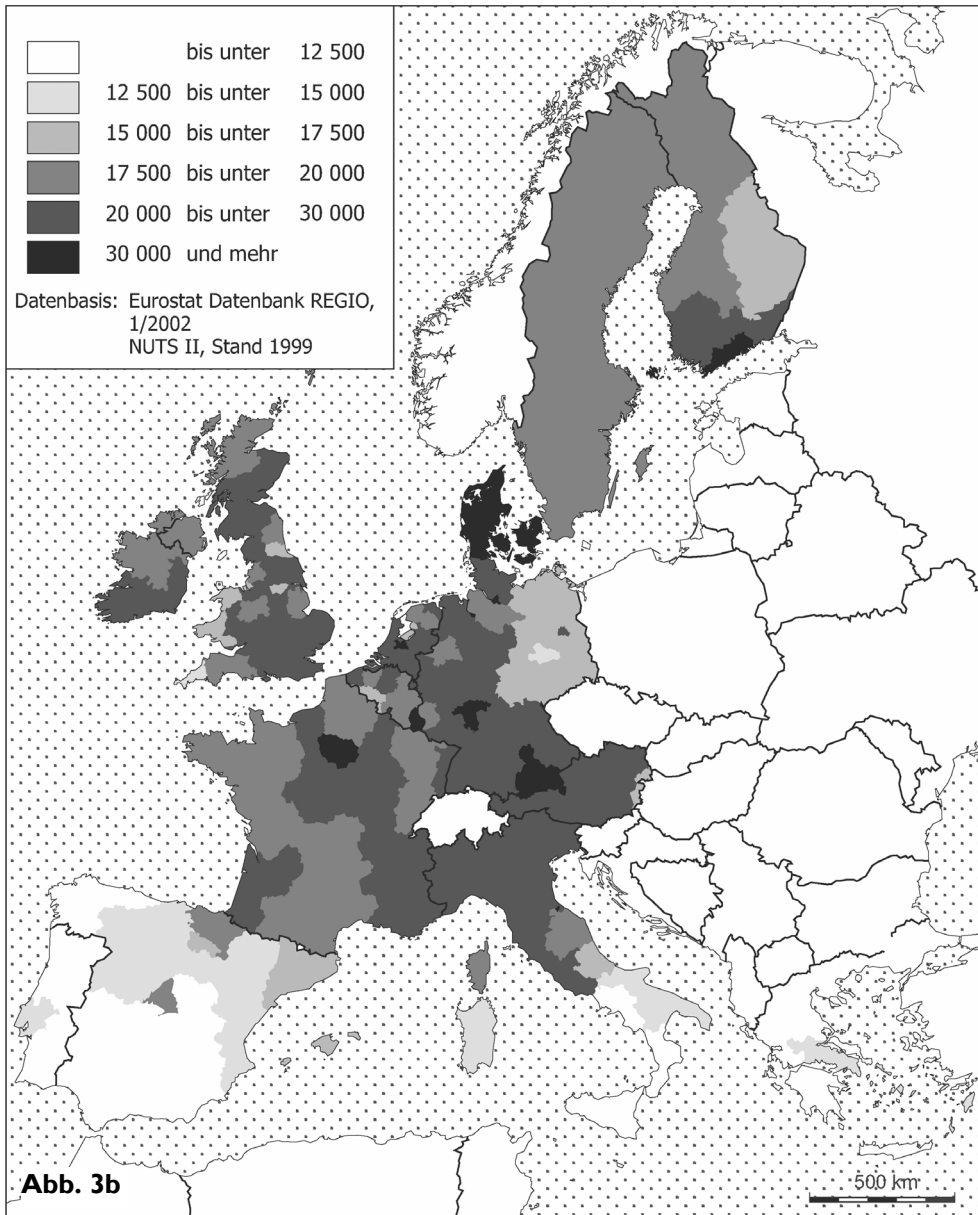 bis unter 12 500
12 500 bis unter 15 000
15 000 bis unter 17 500
17 500 bis unter 20 000
20 000 bis unter 30 000
30 000 und mehr
Datenbasis: Eurostat Datenbank REGIO,
1/2002
NUTS II, Stand 1999
Abb. 3b
500 km